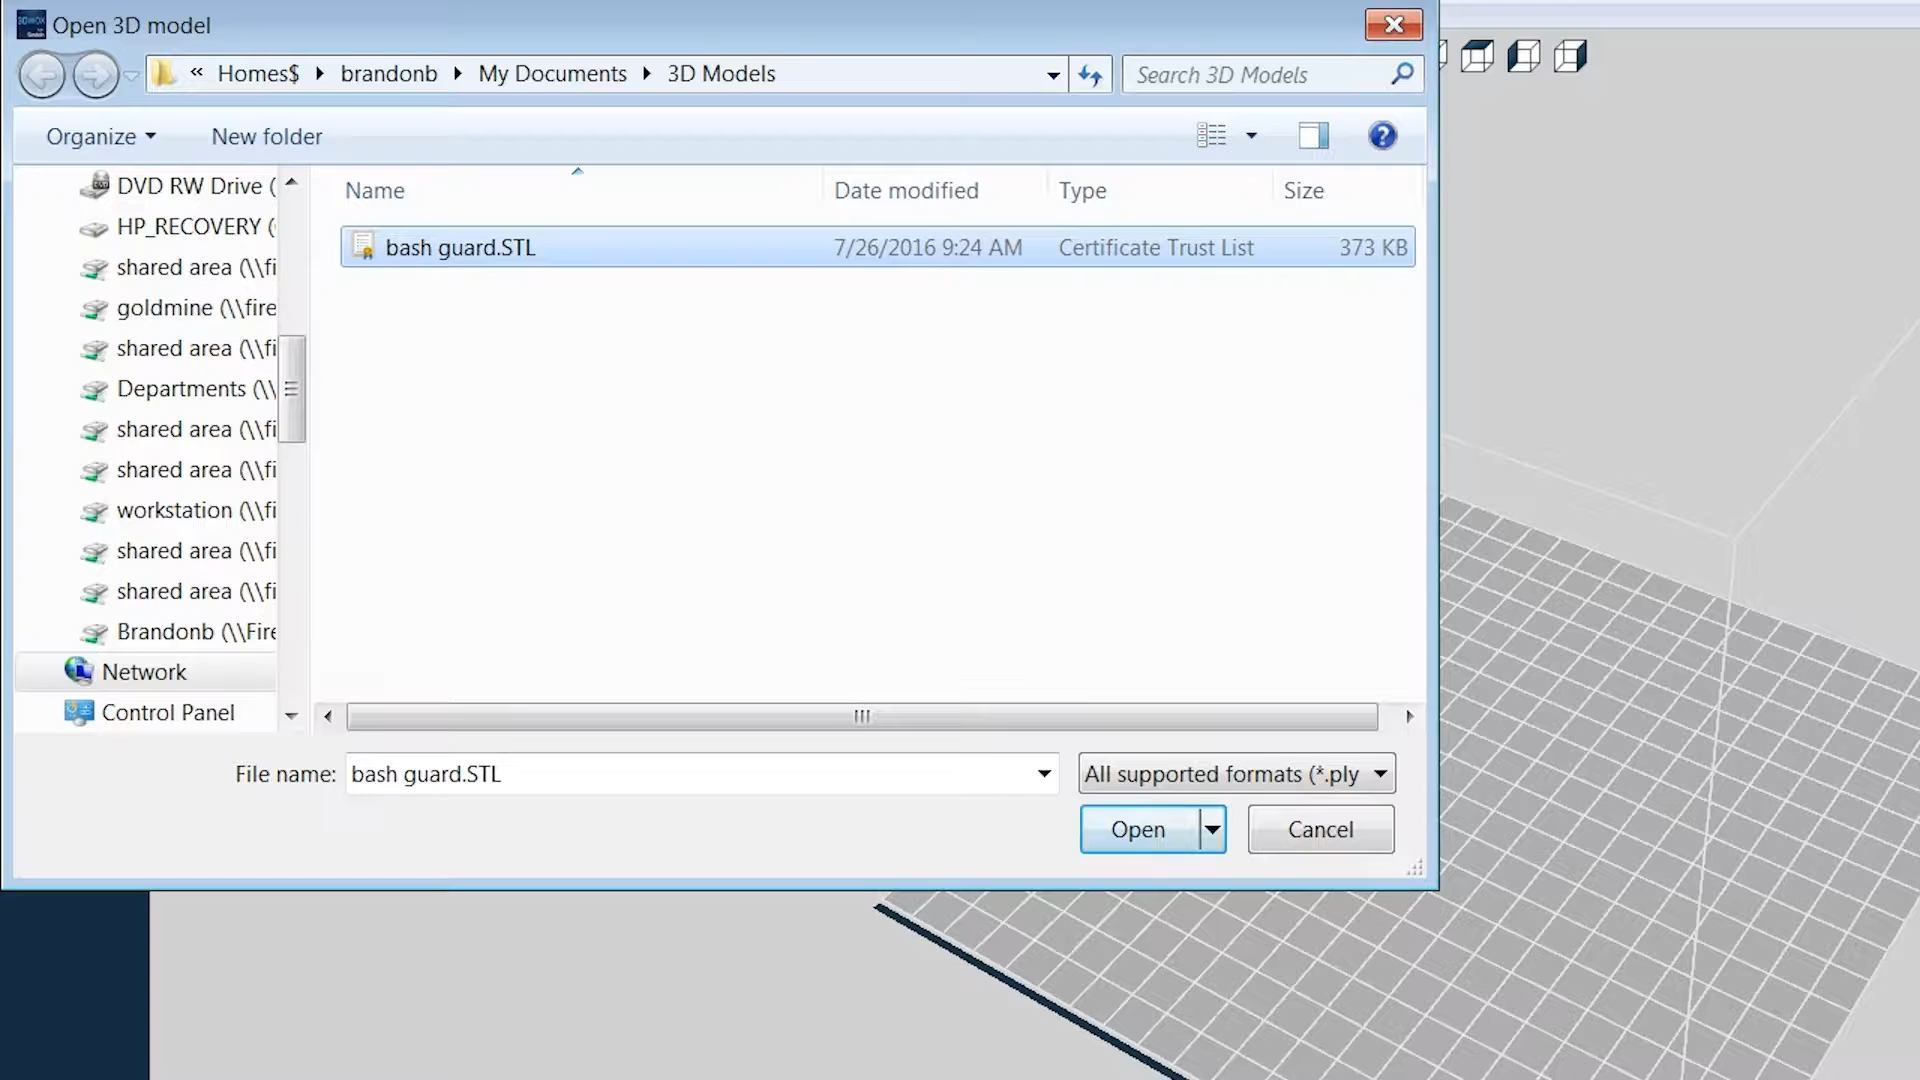 Open 3D model
« Homes$ brandonb My Documents 3D Models
Search 3D Models
Organize
New folder
Name
Date modified
Type
Size
bash guard.STL
7/26/2016 9:24 AM
Certificate Trust List
373 KB
DVD RW Drive (
HP_RECOVERY (
shared area (\\fi
goldmine (\\fire
shared area (\\fi
Departments (\\
shared area (\\fi
shared area (\\fi
workstation (\\fi
shared area (\\fi
shared area (\\fi
Brandonb (\\Fire
Network
Control Panel
File name: bash guard.STL
All supported formats (*.ply
Open
Cancel